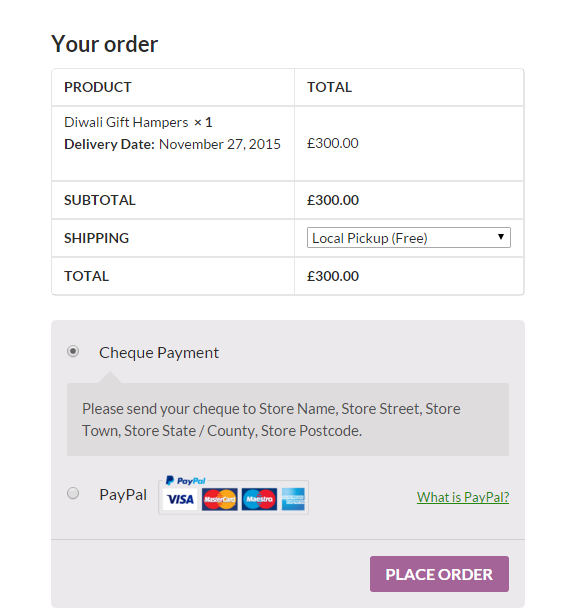 Your order
PRODUCT TOTAL
Diwali Gift Hampers × 1
Delivery Date: November 27, 2015
£300.00
SUBTOTAL £300.00
SHIPPING Local Pickup (Free)
TOTAL £300.00
Cheque Payment
Please send your cheque to Store Name, Store Street, Store
Town, Store State / County, Store Postcode.
PayPal
PayPal VISA MasterCard Maestro
What is PayPal?
PLACE ORDER